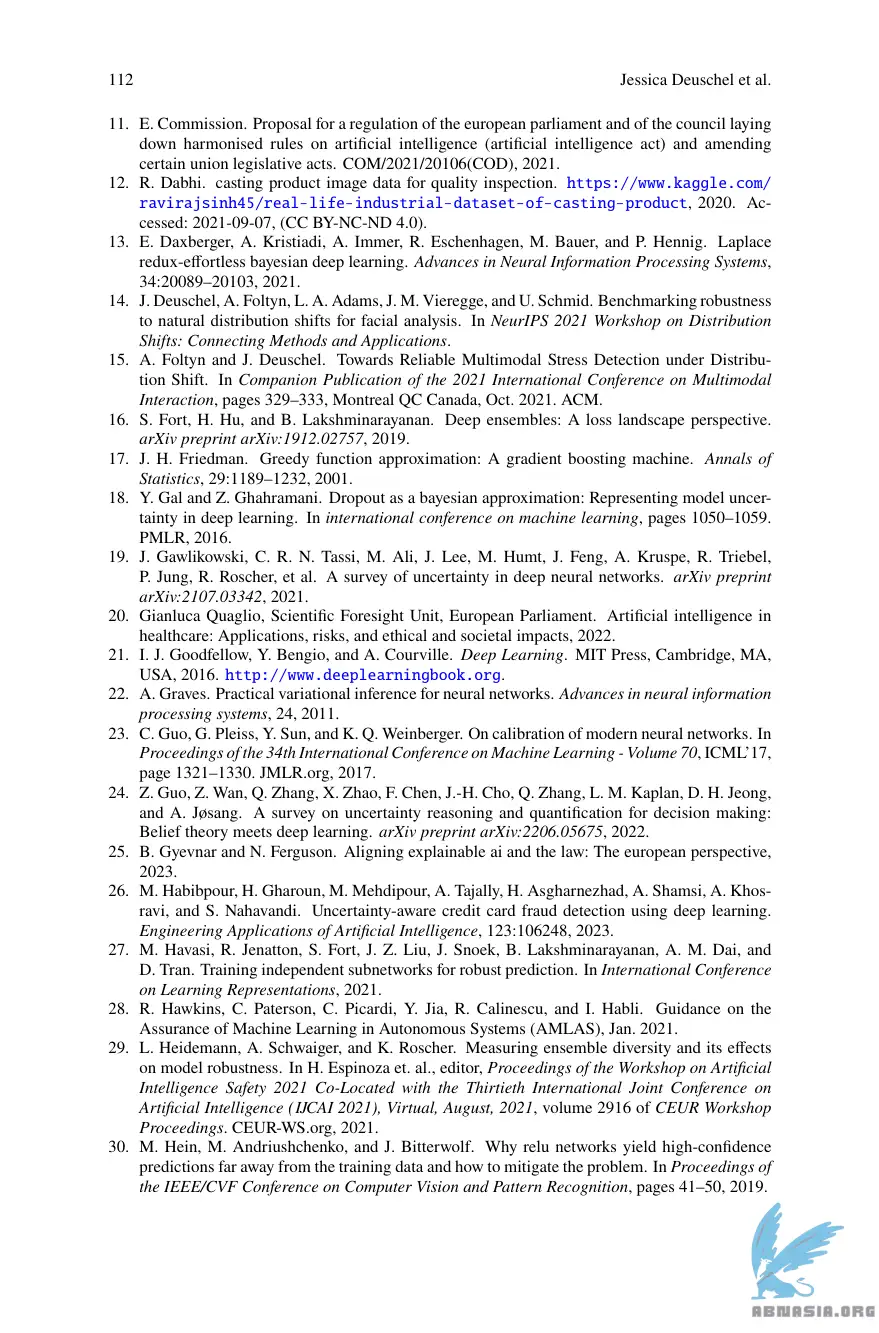 112 Jessica Deuschel et al.
11. E. Commission. Proposal for a regulation of the european parliament and of the council laying
down harmonised rules on artificial intelligence (artificial intelligence act) and amending
certain union legislative acts. COM/2021/20106(COD), 2021.
12. R. Dabhi. casting product image data for quality inspection. https://www.kaggle.com/
ravirajsinh45/real-life-industrial-dataset-of-casting-product, 2020. Ac-
cessed: 2021-09-07, (CC BY-NC-ND 4.0).
13. E. Daxberger, A. Kristiadi, A. Immer, R. Eschenhagen, M. Bauer, and P. Hennig. Laplace
redux-effortless bayesian deep learning. Advances in Neural Information Processing Systems,
34:20089–20103, 2021.
14. J. Deuschel, A. Foltyn, L. A. Adams, J. M. Vieregge, and U. Schmid. Benchmarking robustness
to natural distribution shifts for facial analysis. In NeurIPS 2021 Workshop on Distribution
Shifts: Connecting Methods and Applications.
15. A. Foltyn and J. Deuschel. Towards Reliable Multimodal Stress Detection under Distribu-
tion Shift. In Companion Publication of the 2021 International Conference on Multimodal
Interaction, pages 329–333, Montreal QC Canada, Oct. 2021. ACM.
16. S. Fort, H. Hu, and B. Lakshminarayanan. Deep ensembles: A loss landscape perspective.
arXiv preprint arXiv:1912.02757, 2019.
17. J. H. Friedman. Greedy function approximation: A gradient boosting machine. Annals of
Statistics, 29:1189–1232, 2001.
18. Y. Gal and Z. Ghahramani. Dropout as a bayesian approximation: Representing model uncer-
tainty in deep learning. In international conference on machine learning, pages 1050–1059.
PMLR, 2016.
19. J. Gawlikowski, C. R. N. Tassi, M. Ali, J. Lee, M. Humt, J. Feng, A. Kruspe, R. Triebel,
P. Jung, R. Roscher, et al. A survey of uncertainty in deep neural networks. arXiv preprint
arXiv:2107.03342, 2021.
20. Gianluca Quaglio, Scientific Foresight Unit, European Parliament. Artificial intelligence in
healthcare: Applications, risks, and ethical and societal impacts, 2022.
21. I. J. Goodfellow, Y. Bengio, and A. Courville. Deep Learning. MIT Press, Cambridge, MA,
USA, 2016. http://www.deeplearningbook.org.
22. A. Graves. Practical variational inference for neural networks. Advances in neural information
processing systems, 24, 2011.
23. C. Guo, G. Pleiss, Y. Sun, and K. Q. Weinberger. On calibration of modern neural networks. In
Proceedings of the 34th International Conference on Machine Learning - Volume 70, ICML'17,
page 1321–1330. JMLR.org, 2017.
24. Z. Guo, Z. Wan, Q. Zhang, X. Zhao, F. Chen, J.-H. Cho, Q. Zhang, L. M. Kaplan, D. H. Jeong,
and A. Jøsang. A survey on uncertainty reasoning and quantification for decision making:
Belief theory meets deep learning. arXiv preprint arXiv:2206.05675, 2022.
25. B. Gyevnar and N. Ferguson. Aligning explainable ai and the law: The european perspective,
2023.
26. M. Habibpour, H. Gharoun, M. Mehdipour, A. Tajally, H. Asgharnezhad, A. Shamsi, A. Khos-
ravi, and S. Nahavandi. Uncertainty-aware credit card fraud detection using deep learning.
Engineering Applications of Artificial Intelligence, 123:106248, 2023.
27. M. Havasi, R. Jenatton, S. Fort, J. Z. Liu, J. Snoek, B. Lakshminarayanan, A. M. Dai, and
D. Tran. Training independent subnetworks for robust prediction. In International Conference
on Learning Representations, 2021.
28. R. Hawkins, C. Paterson, C. Picardi, Y. Jia, R. Calinescu, and I. Habli. Guidance on the
Assurance of Machine Learning in Autonomous Systems (AMLAS), Jan. 2021.
29. L. Heidemann, A. Schwaiger, and K. Roscher. Measuring ensemble diversity and its effects
on model robustness. In H. Espinoza et. al., editor, Proceedings of the Workshop on Artificial
Intelligence Safety 2021 Co-Located with the Thirtieth International Joint Conference on
Artificial Intelligence (IJCAI 2021), Virtual, August, 2021, volume 2916 of CEUR Workshop
Proceedings. CEUR-WS.org, 2021.
30. M. Hein, M. Andriushchenko, and J. Bitterwolf. Why relu networks yield high-confidence
predictions far away from the training data and how to mitigate the problem. In Proceedings of
the IEEE/CVF Conference on Computer Vision and Pattern Recognition, pages 41–50, 2019.
ABNASIA.ORG